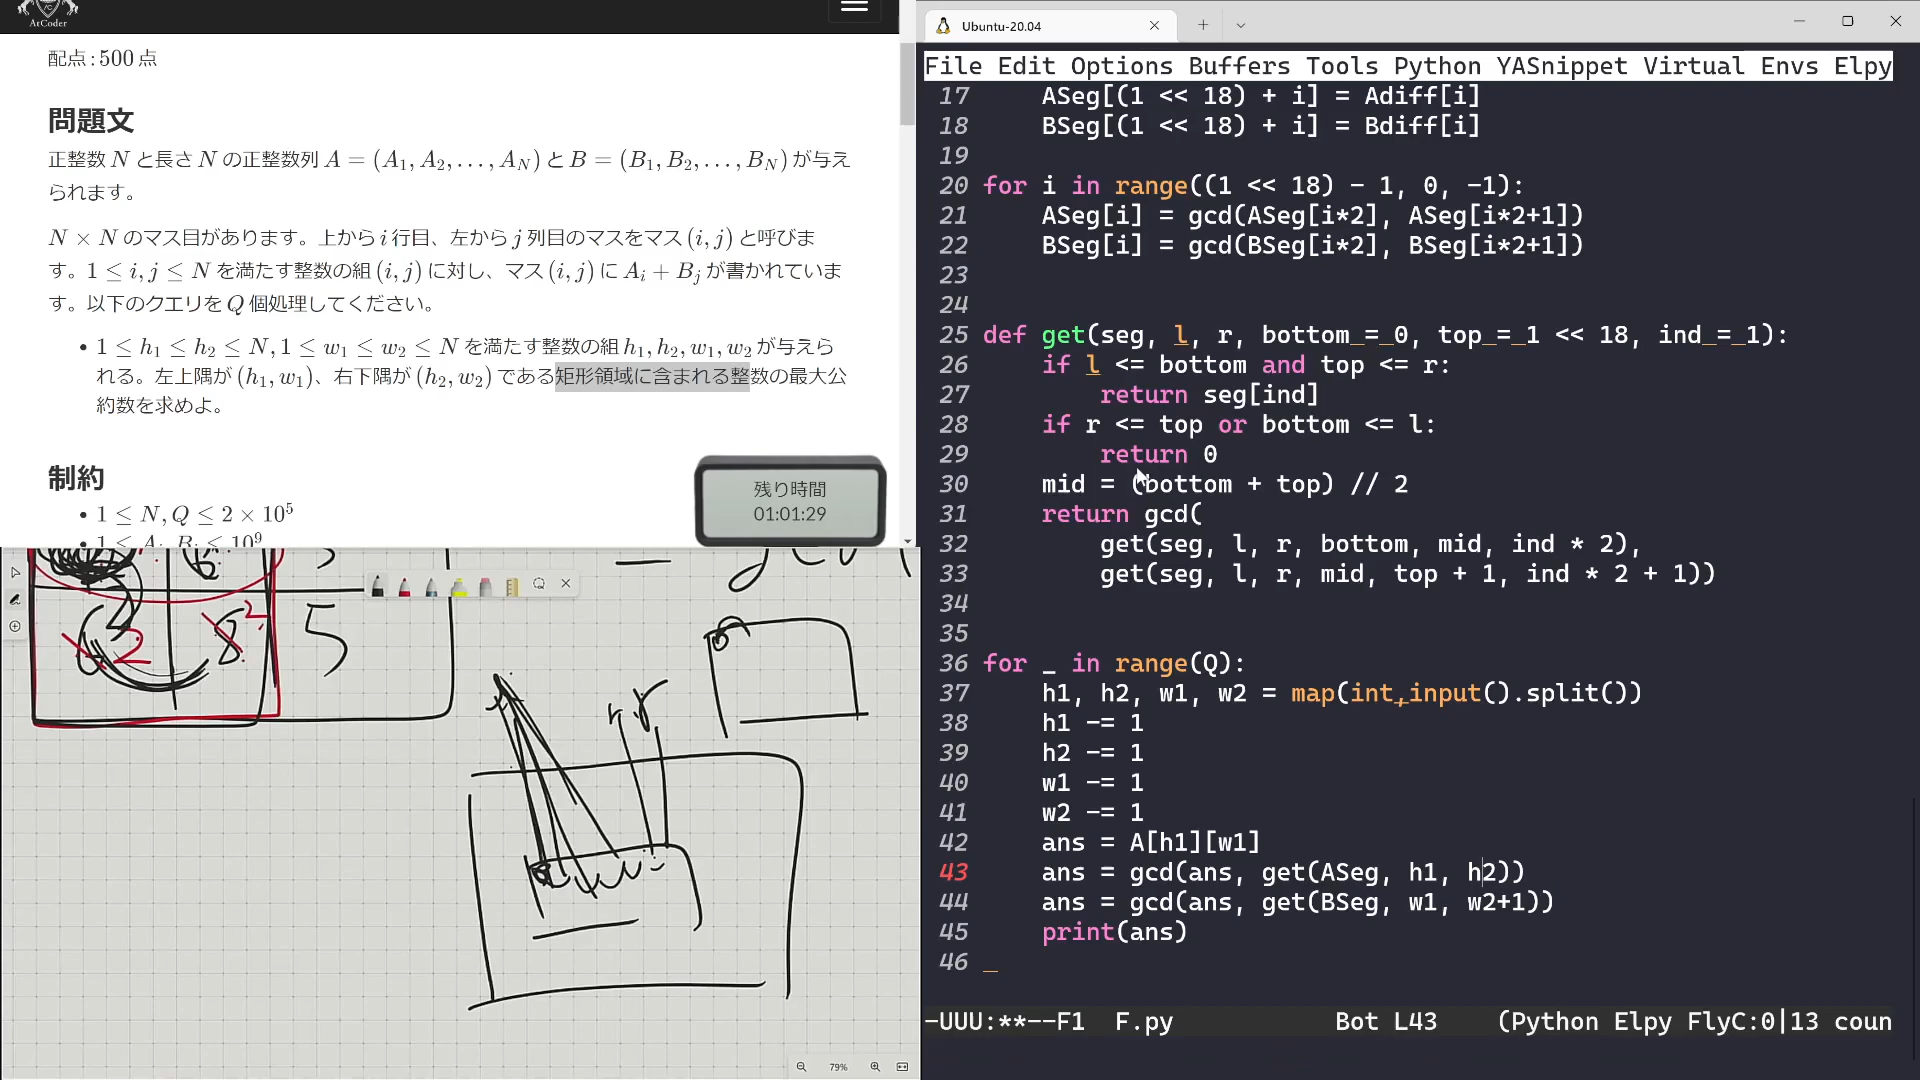 AtCoder
配点 : 500 点
問題文
正整数 N と長さ N の正整数列 A = (A1, A2, . . . , AN) と B = (B1, B2, . . . , BN) が与え
られます。
N × N のマス目があります。上から i 行目、左から j 列目のマスをマス (i, j) と呼びま
す。1 ≤ i, j ≤ N を満たす整数の組 (i, j) に対し、マス (i, j) に Ai + Bj が書かれていま
す。以下のクエリを Q 個処理してください。
• 1 ≤ h1 ≤ h2 ≤ N, 1 ≤ w1 ≤ w2 ≤ N を満たす整数の組 h1, h2, w1, w2 が与えら
れる。左上隅が (h1, w1)、右下隅が (h2, w2) である矩形領域に含まれる整数の最大公
約数を求めよ。
制約
• 1 ≤ N, Q ≤ 2 × 10^5
• 1 ≤ Ai, Bi ≤ 10^9
残り時間
01:01:29
6 2 8 2 5
r r
79%
Ubuntu-20.04
File Edit Options Buffers Tools Python YASnippet Virtual Envs Elpy
17 ASeg[(1 << 18) + i] = Adiff[i]
18 BSeg[(1 << 18) + i] = Bdiff[i]
19
20 for i in range((1 << 18) - 1, 0, -1):
21 ASeg[i] = gcd(ASeg[i*2], ASeg[i*2+1])
22 BSeg[i] = gcd(BSeg[i*2], BSeg[i*2+1])
23
24
25 def get(seg, l, r, bottom_=_0, top_=_1 << 18, ind_=_1):
26 if l <= bottom and top <= r:
27 return seg[ind]
28 if r <= top or bottom <= l:
29 return 0
30 mid = (bottom + top) // 2
31 return gcd(
32 get(seg, l, r, bottom, mid, ind * 2),
33 get(seg, l, r, mid, top + 1, ind * 2 + 1))
34
35
36 for _ in range(Q):
37 h1, h2, w1, w2 = map(int,input().split())
38 h1 -= 1
39 h2 -= 1
40 w1 -= 1
41 w2 -= 1
42 ans = A[h1][w1]
43 ans = gcd(ans, get(ASeg, h1, h2))
44 ans = gcd(ans, get(BSeg, w1, w2+1))
45 print(ans)
46 _
-UUU:**--F1 F.py Bot L43 (Python Elpy FlyC:0|13 coun